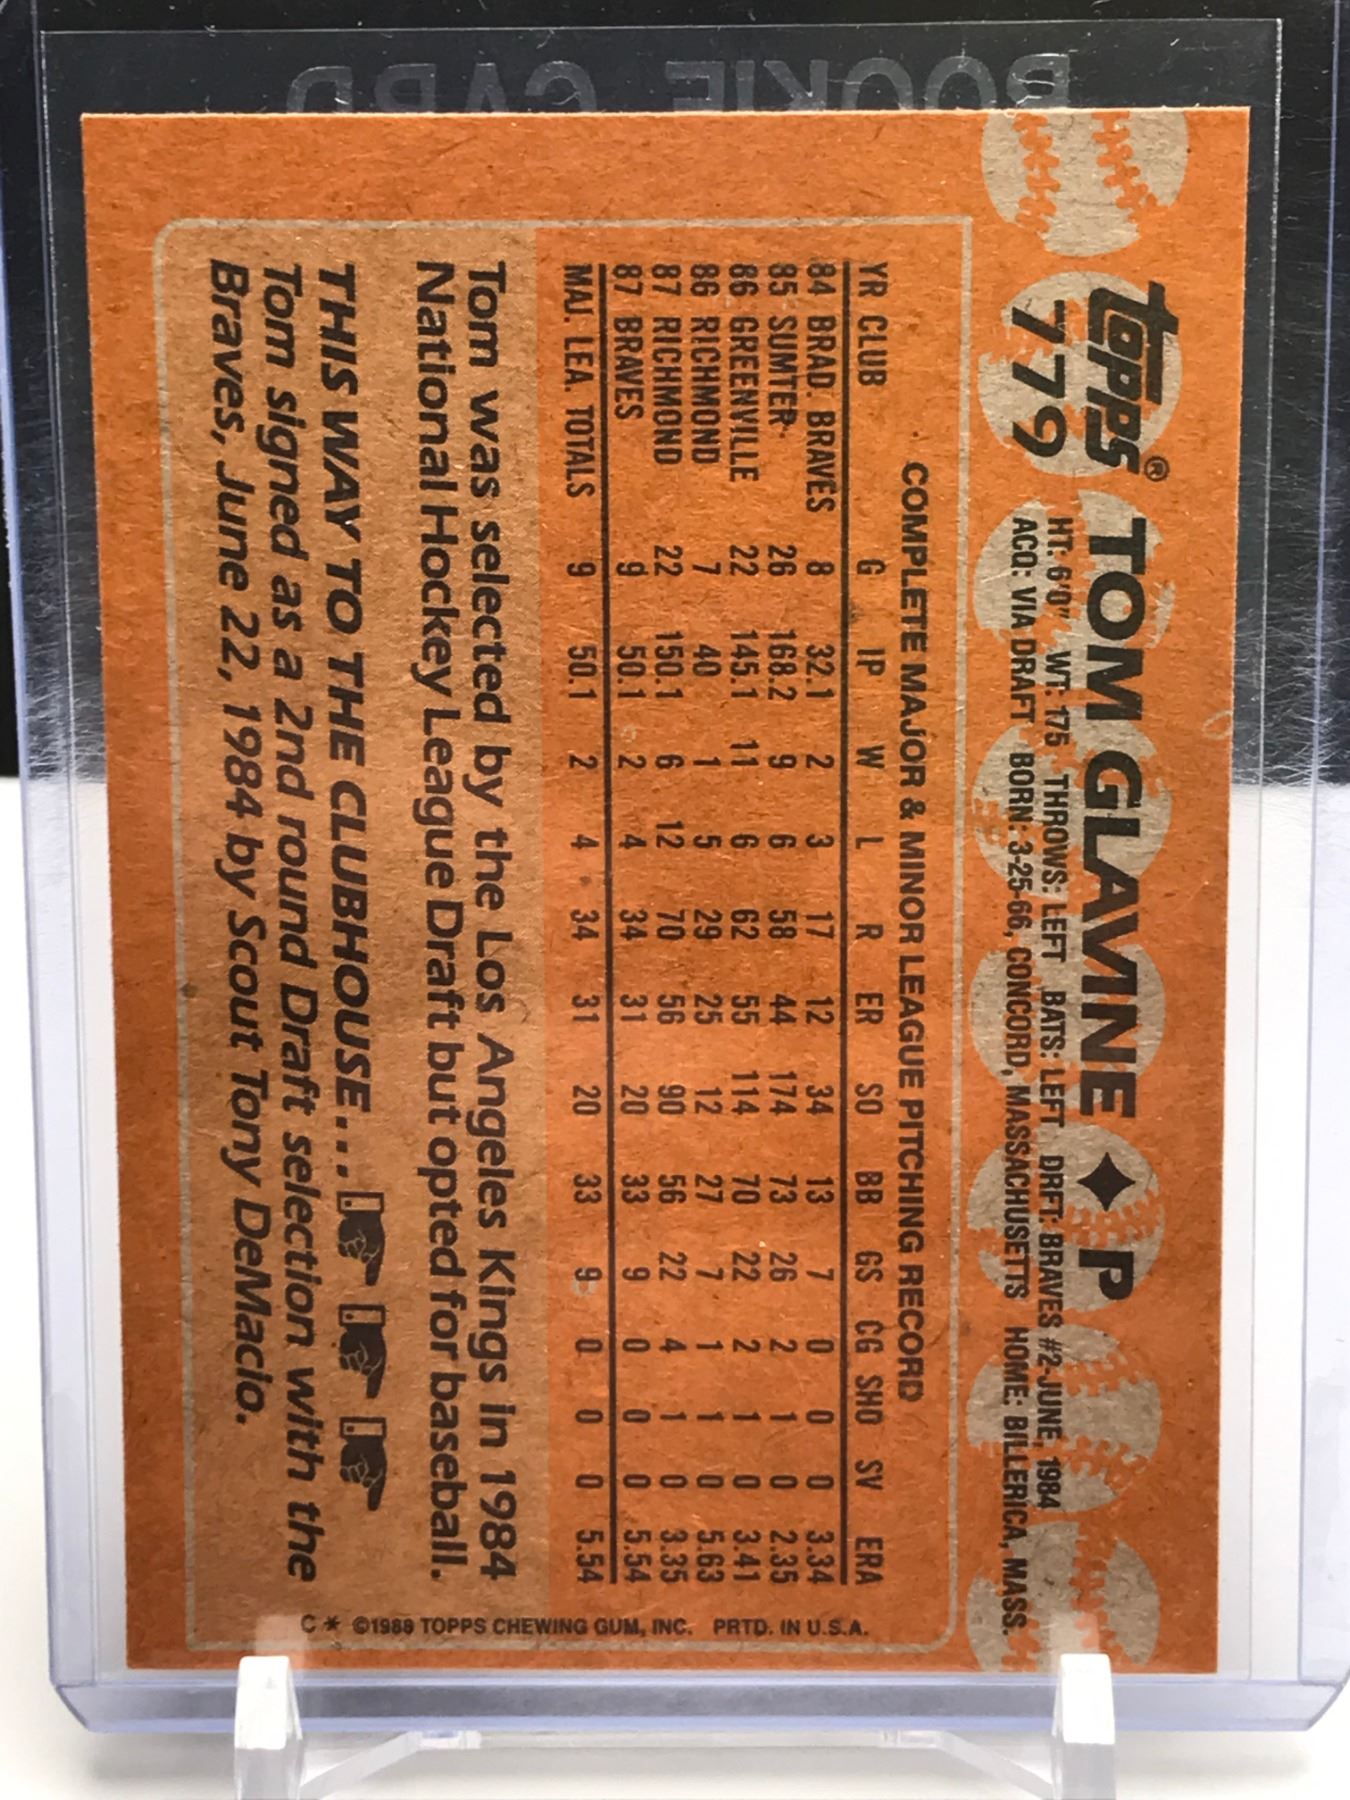 ROOKIE CARD
topps®
779
TOM GLAVINE ✦ P
HT: 6'0" WT: 175 THROWS: LEFT BATS: LEFT DRFT: BRAVES #2-JUNE, 1984
ACQ: VIA DRAFT BORN: 3-25-66, CONCORD, MASSACHUSETTS HOME: BILLERICA, MASS.
COMPLETE MAJOR & MINOR LEAGUE PITCHING RECORD
YR CLUB G IP W L R ER SO BB GS CG SHO SV ERA
84 BRAD. BRAVES 8 32.1 2 3 17 12 34 13 7 0 0 0 3.34
85 SUMTER 26 168.2 9 6 58 44 174 73 26 2 1 0 2.35
86 GREENVILLE 22 145.1 11 6 62 55 114 70 22 2 1 0 3.41
86 RICHMOND 7 40 1 5 29 25 12 27 7 1 1 0 5.63
87 RICHMOND 22 150.1 6 12 70 56 90 56 22 4 1 0 3.35
87 BRAVES 9 50.1 2 4 34 31 20 33 9 0 0 0 5.54
MAJ. LEA. TOTALS 9 50.1 2 4 34 31 20 33 9 0 0 0 5.54
Tom was selected by the Los Angeles Kings in 1984
National Hockey League Draft but opted for baseball.
THIS WAY TO THE CLUBHOUSE...
Tom signed as a 2nd round Draft selection with the
Braves, June 22, 1984 by Scout Tony DeMacio.
C* ©1988 TOPPS CHEWING GUM, INC. PRTD. IN U.S.A.